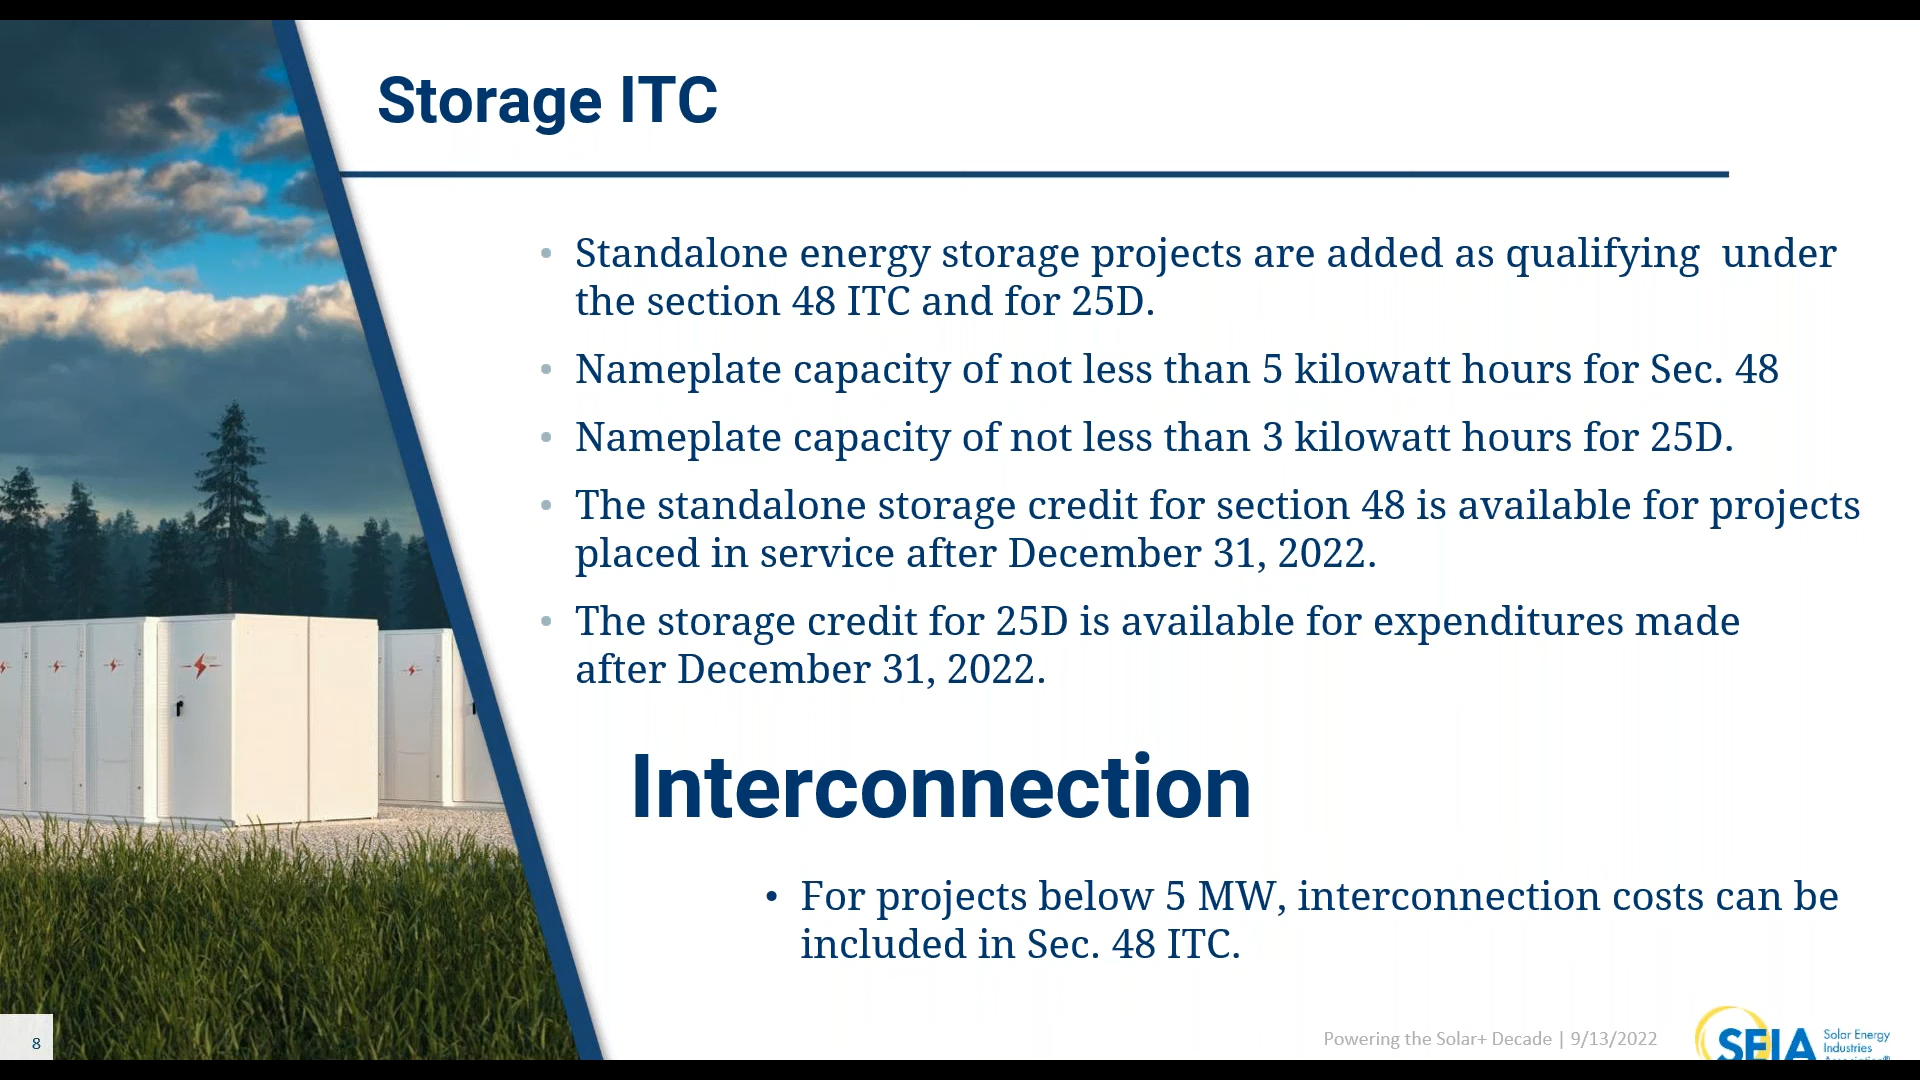 Storage ITC
• Standalone energy storage projects are added as qualifying  under
the section 48 ITC and for 25D.
• Nameplate capacity of not less than 5 kilowatt hours for Sec. 48
• Nameplate capacity of not less than 3 kilowatt hours for 25D.
• The standalone storage credit for section 48 is available for projects
placed in service after December 31, 2022.
• The storage credit for 25D is available for expenditures made
after December 31, 2022.
Interconnection
• For projects below 5 MW, interconnection costs can be
included in Sec. 48 ITC.
8
Powering the Solar+ Decade | 9/13/2022
SEIA
Solar Energy
Industries